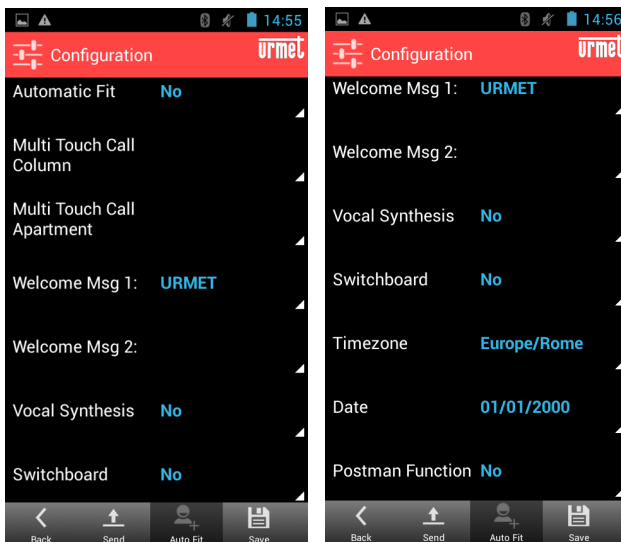 14:55
Configuration urmet
Automatic Fit No
Multi Touch Call
Column
Multi Touch Call
Apartment
Welcome Msg 1: URMET
Welcome Msg 2:
Vocal Synthesis No
Switchboard No
Back Send Auto Fit Save
14:56
Configuration urmet
Welcome Msg 1: URMET
Welcome Msg 2:
Vocal Synthesis No
Switchboard No
Timezone Europe/Rome
Date 01/01/2000
Postman Function No
Back Send Auto Fit Save